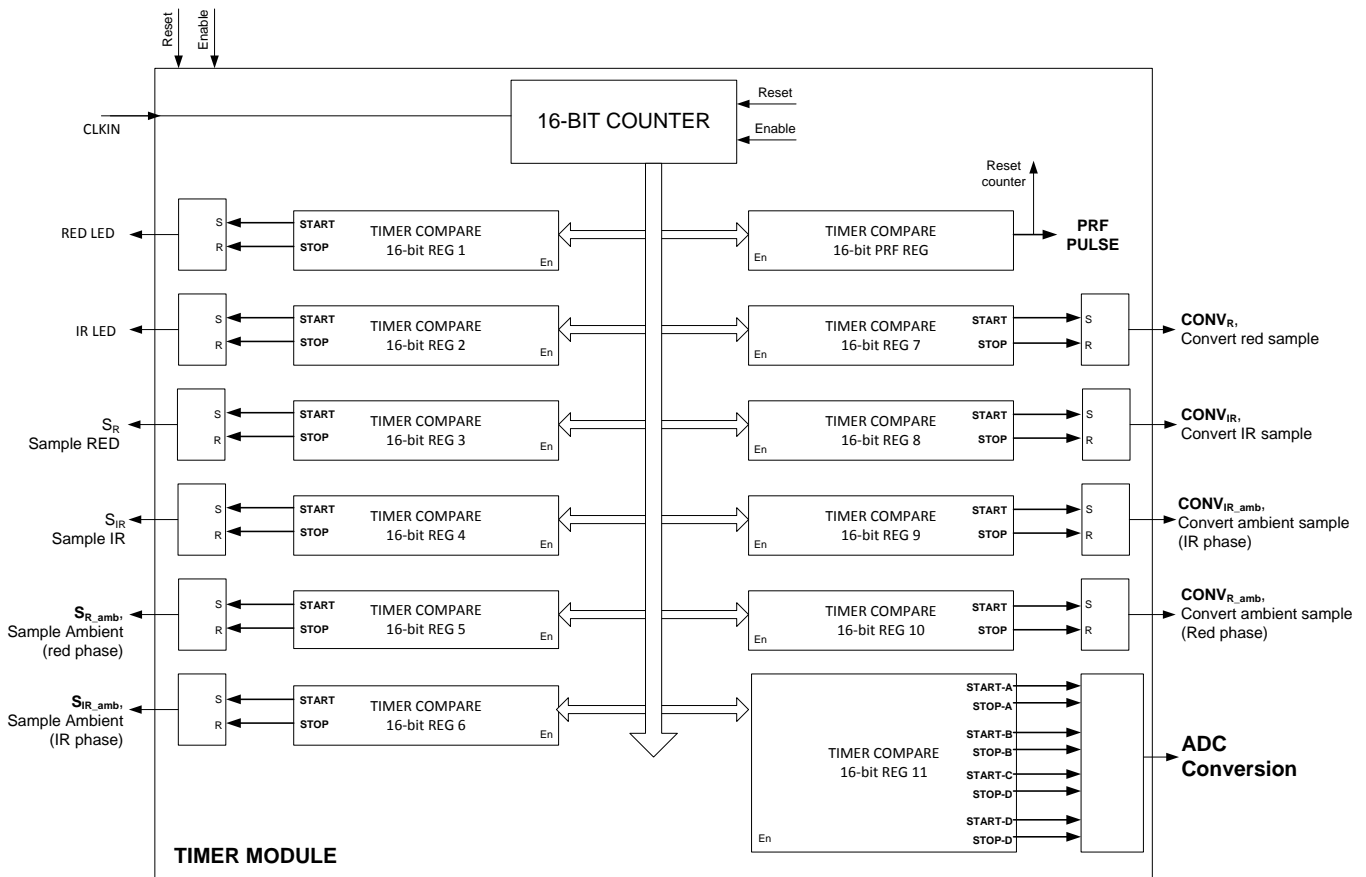 Reset
Enable
CLKIN
16-BIT COUNTER
Reset
Enable
Reset
counter
RED LED
S
R
START
STOP
TIMER COMPARE
16-bit REG 1
En
TIMER COMPARE
16-bit PRF REG
En
PRF
PULSE
IR LED
S
R
START
STOP
TIMER COMPARE
16-bit REG 2
En
TIMER COMPARE
16-bit REG 7
En
START
STOP
S
R
CONVR,
Convert red sample
SR
Sample RED
S
R
START
STOP
TIMER COMPARE
16-bit REG 3
En
TIMER COMPARE
16-bit REG 8
En
START
STOP
S
R
CONVIR,
Convert IR sample
SIR
Sample IR
S
R
START
STOP
TIMER COMPARE
16-bit REG 4
En
TIMER COMPARE
16-bit REG 9
En
START
STOP
S
R
CONVIR_amb,
Convert ambient sample
(IR phase)
SR_amb,
Sample Ambient
(red phase)
S
R
START
STOP
TIMER COMPARE
16-bit REG 5
En
TIMER COMPARE
16-bit REG 10
En
START
STOP
S
R
CONVR_amb,
Convert ambient sample
(Red phase)
SIR_amb,
Sample Ambient
(IR phase)
S
R
START
STOP
TIMER COMPARE
16-bit REG 6
En
TIMER COMPARE
16-bit REG 11
En
START-A
STOP-A
START-B
STOP-B
START-C
STOP-D
START-D
STOP-D
ADC
Conversion
TIMER MODULE